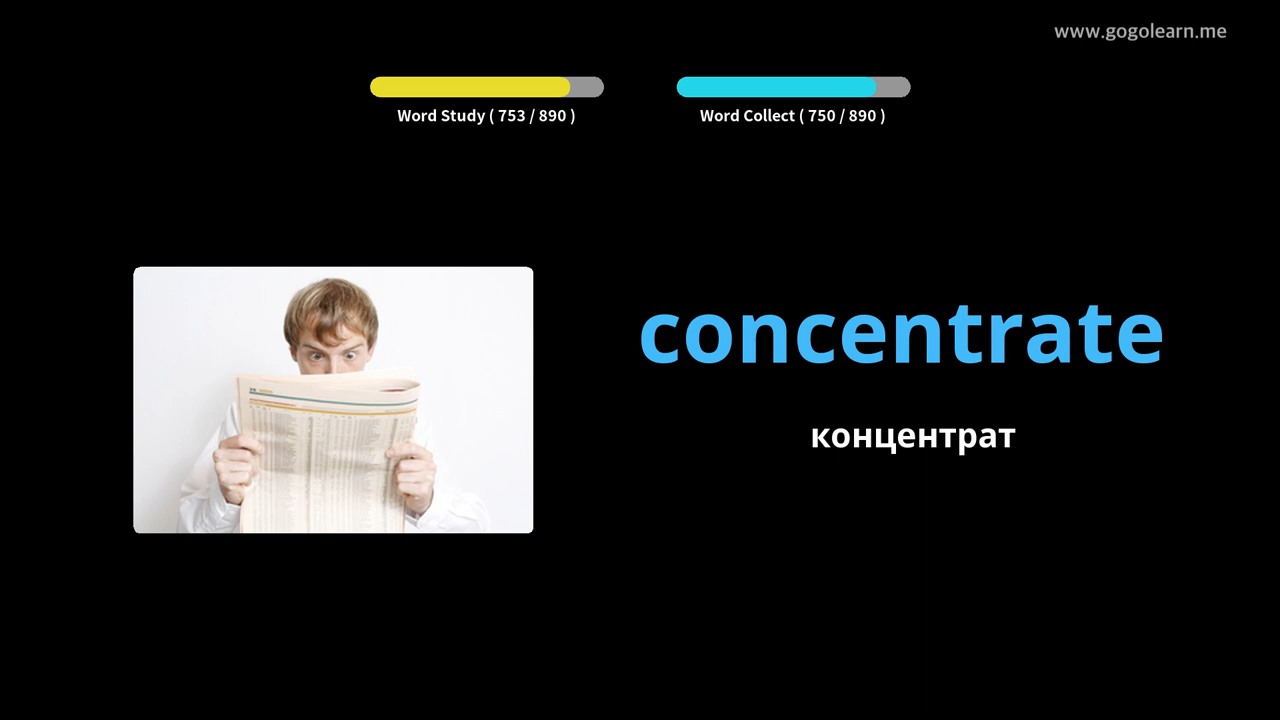 www.gogolearn.me
Word Study ( 753 / 890 )
Word Collect ( 750 / 890 )
concentrate
концентрат